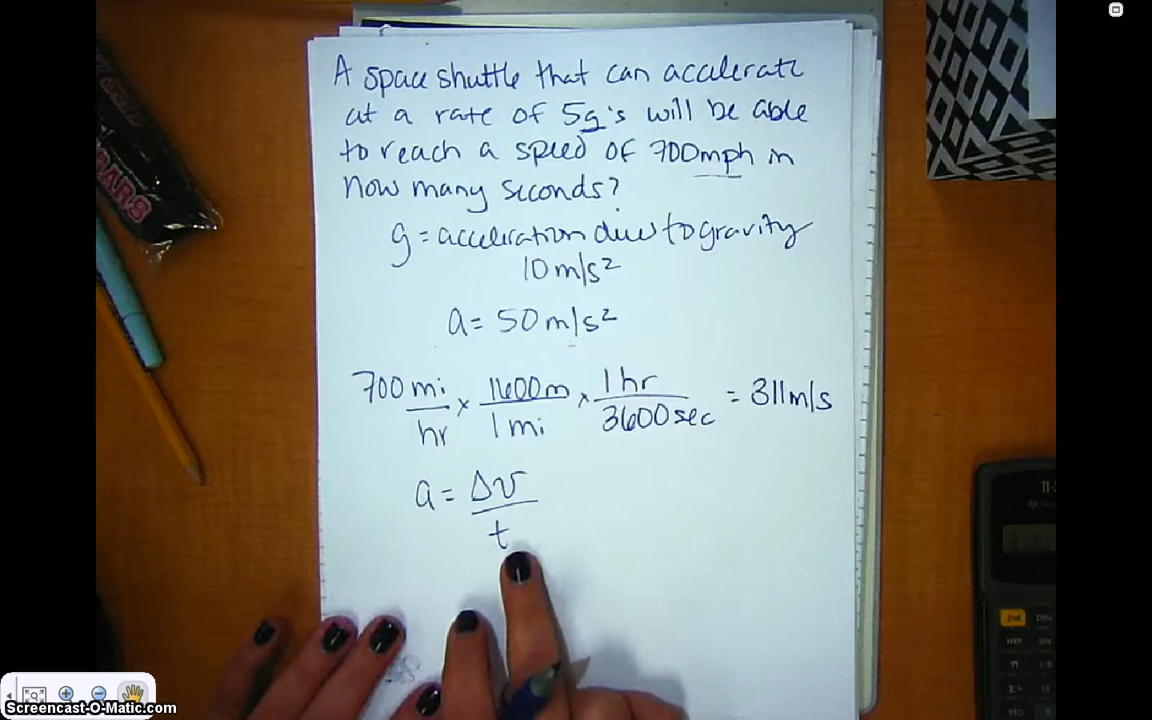 A space shuttle that can accelerate
at a rate of 5g's will be able
to reach a speed of 700mph in
how many seconds?
g = acceleration due to gravity
10 m/s²
a = 50 m/s²
700 mi/hr × 1600 m/1 mi × 1 hr/3600 sec = 311 m/s
a = Δv/t
BARS
2nd
Screencast-O-Matic.com